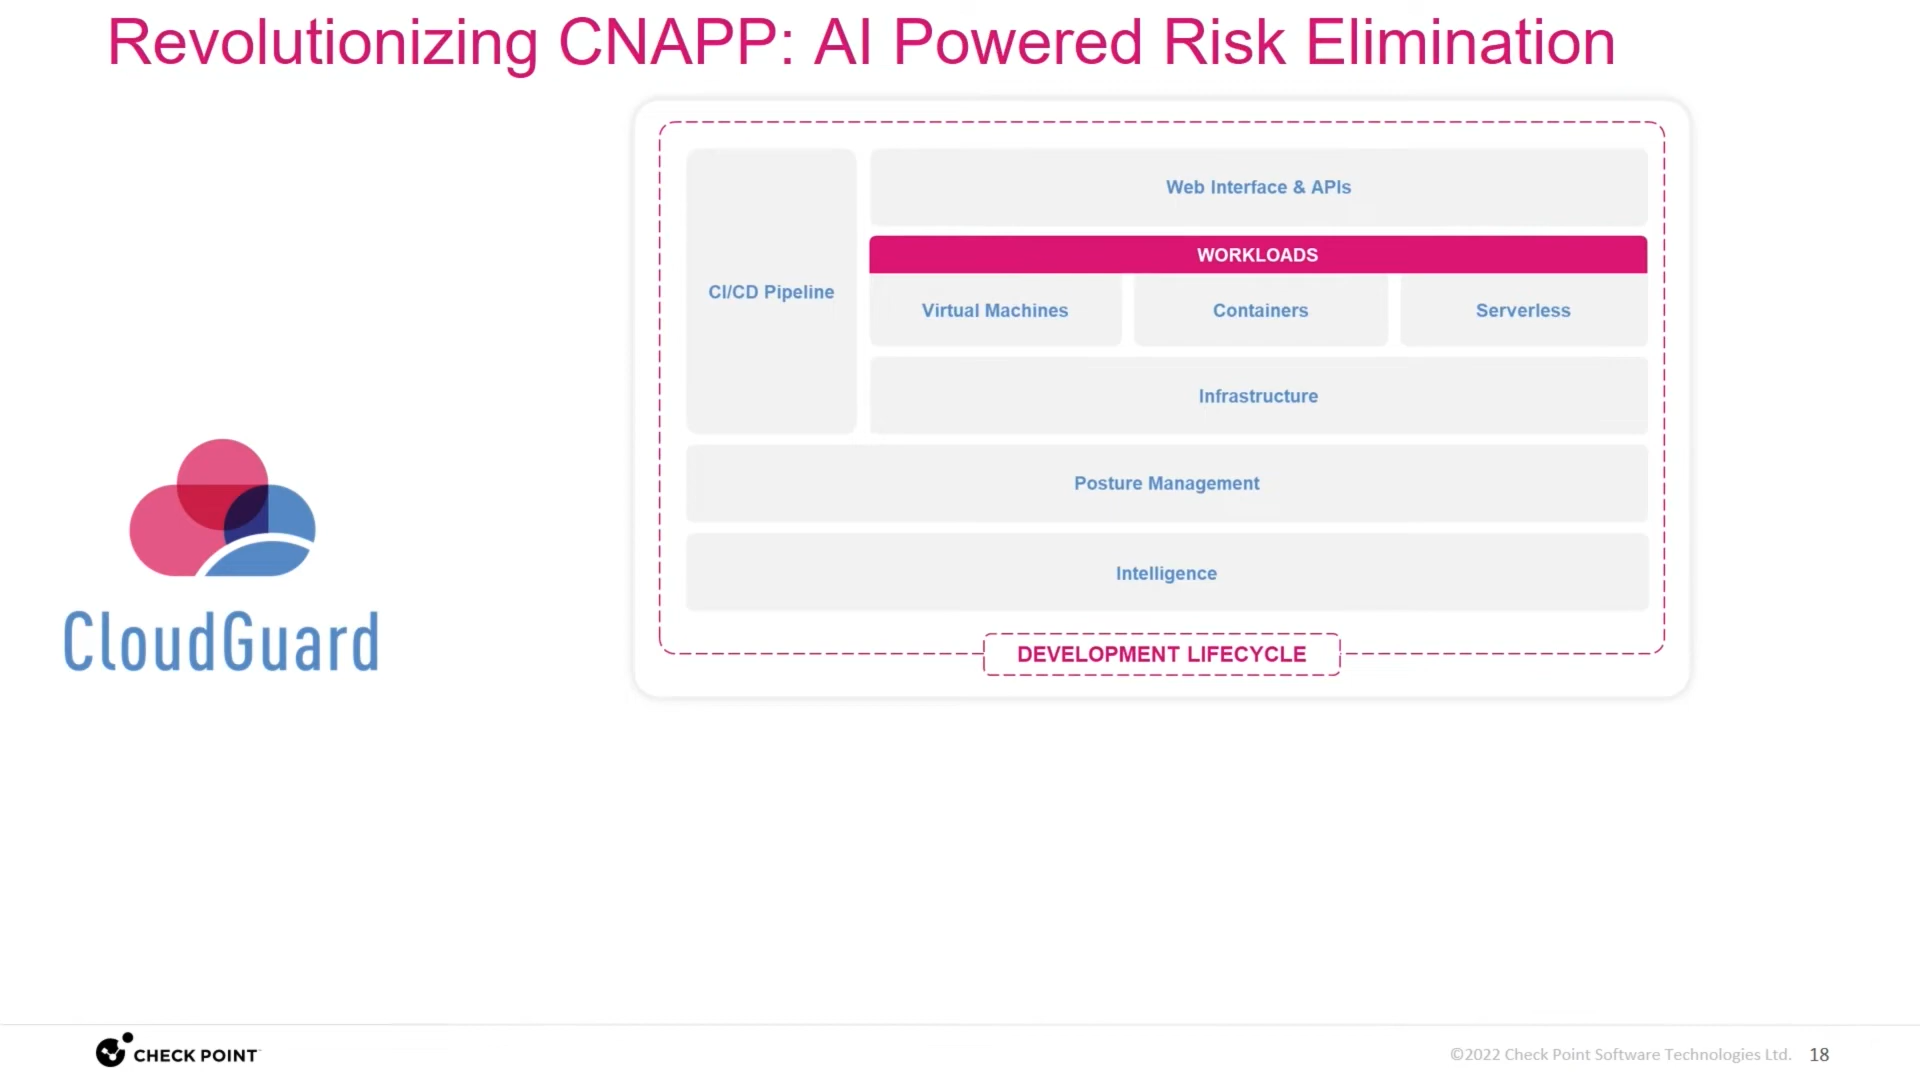 Revolutionizing CNAPP: AI Powered Risk Elimination
Web Interface & APIs
WORKLOADS
CI/CD Pipeline
Virtual Machines
Containers
Serverless
Infrastructure
Posture Management
Intelligence
DEVELOPMENT LIFECYCLE
CloudGuard
CHECK POINT
©2022 Check Point Software Technologies Ltd.
18